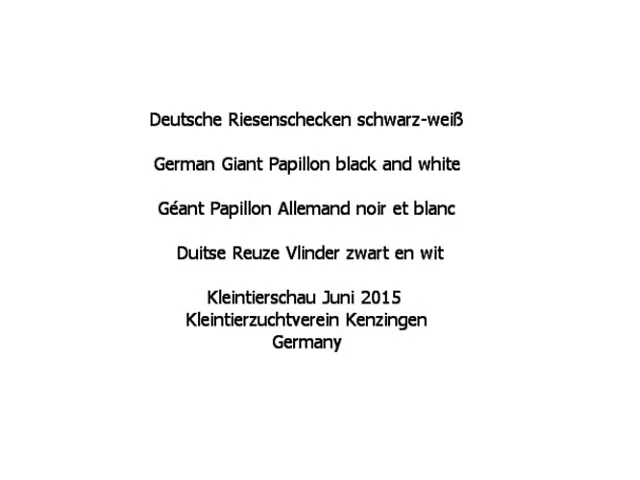 Deutsche Riesenschecken schwarz-weiß
German Giant Papillon black and white
Géant Papillon Allemand noir et blanc
Duitse Reuze Vlinder zwart en wit
Kleintierschau Juni 2015
Kleintierzuchtverein Kenzingen
Germany